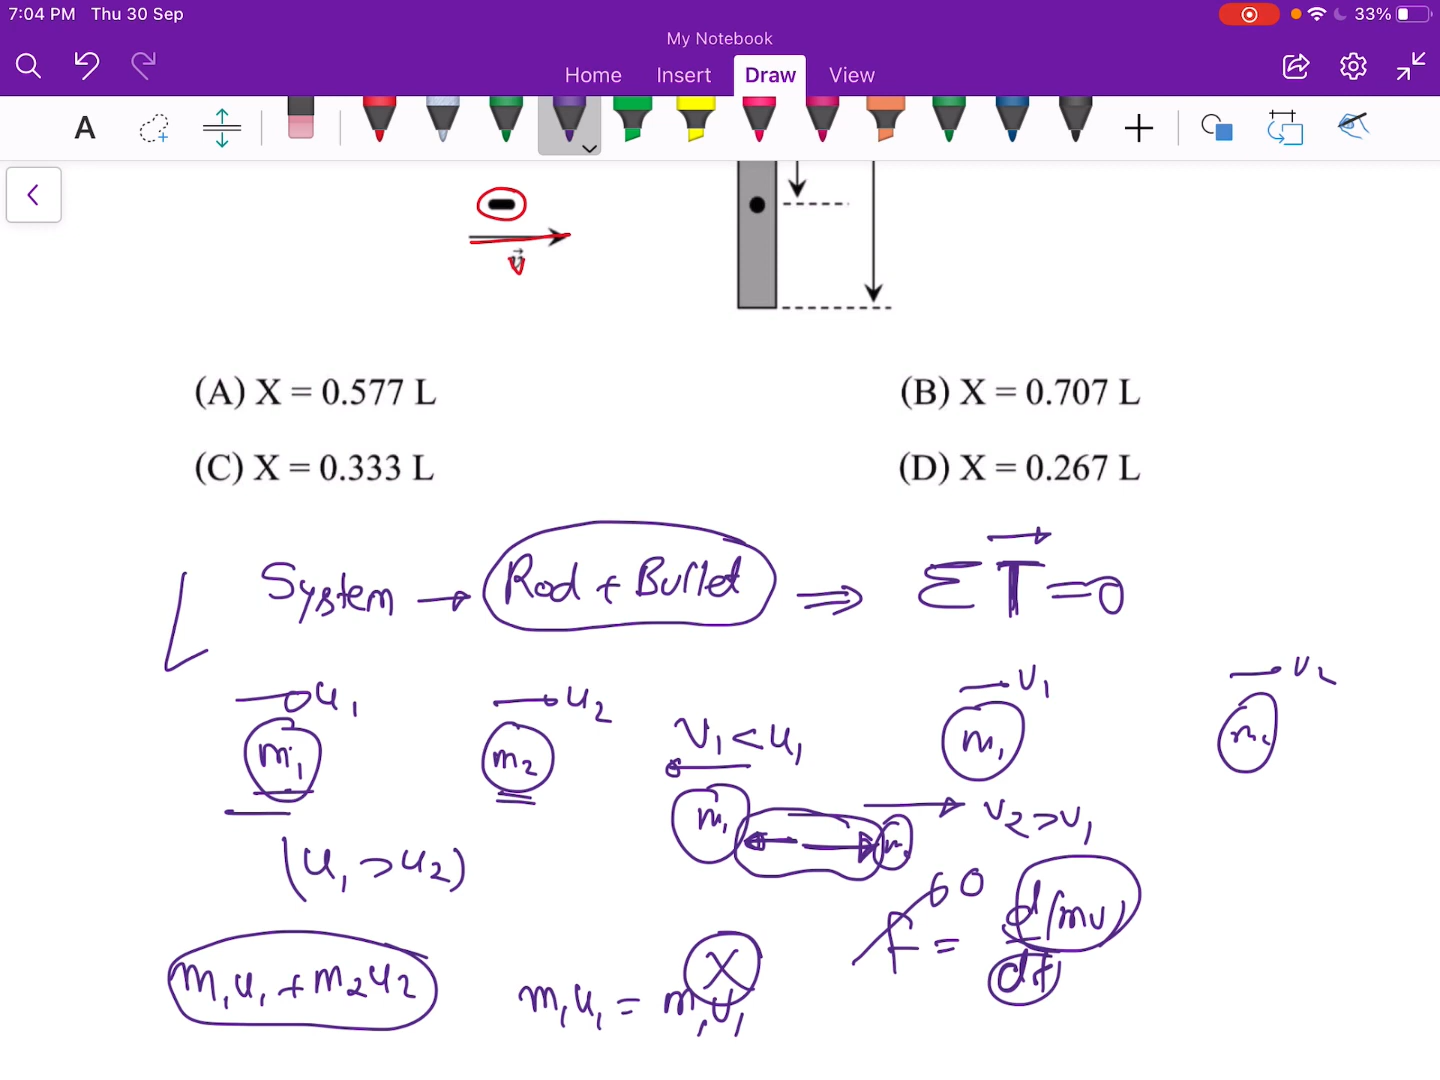 7:04 PM Thu 30 Sep
33%
My Notebook
Home Insert Draw View
A
v
(A) X = 0.577 L
(B) X = 0.707 L
(C) X = 0.333 L
(D) X = 0.267 L
System → Rod + Bullet ⇒ ΣT = 0
u₁ u₂ v₁ v₂
m₁ m₂ v₁ < u₁ m₁
m₁ v₂ > v₁
(u₁ > u₂)
F = d(mv)/dt
m₁u₁ + m₂u₂
m₁u₁ = m₁v₁
X